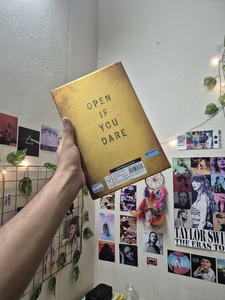 OPEN
IF
YOU
DARE
TAYLOR SWIFT
THE ERAS TOUR